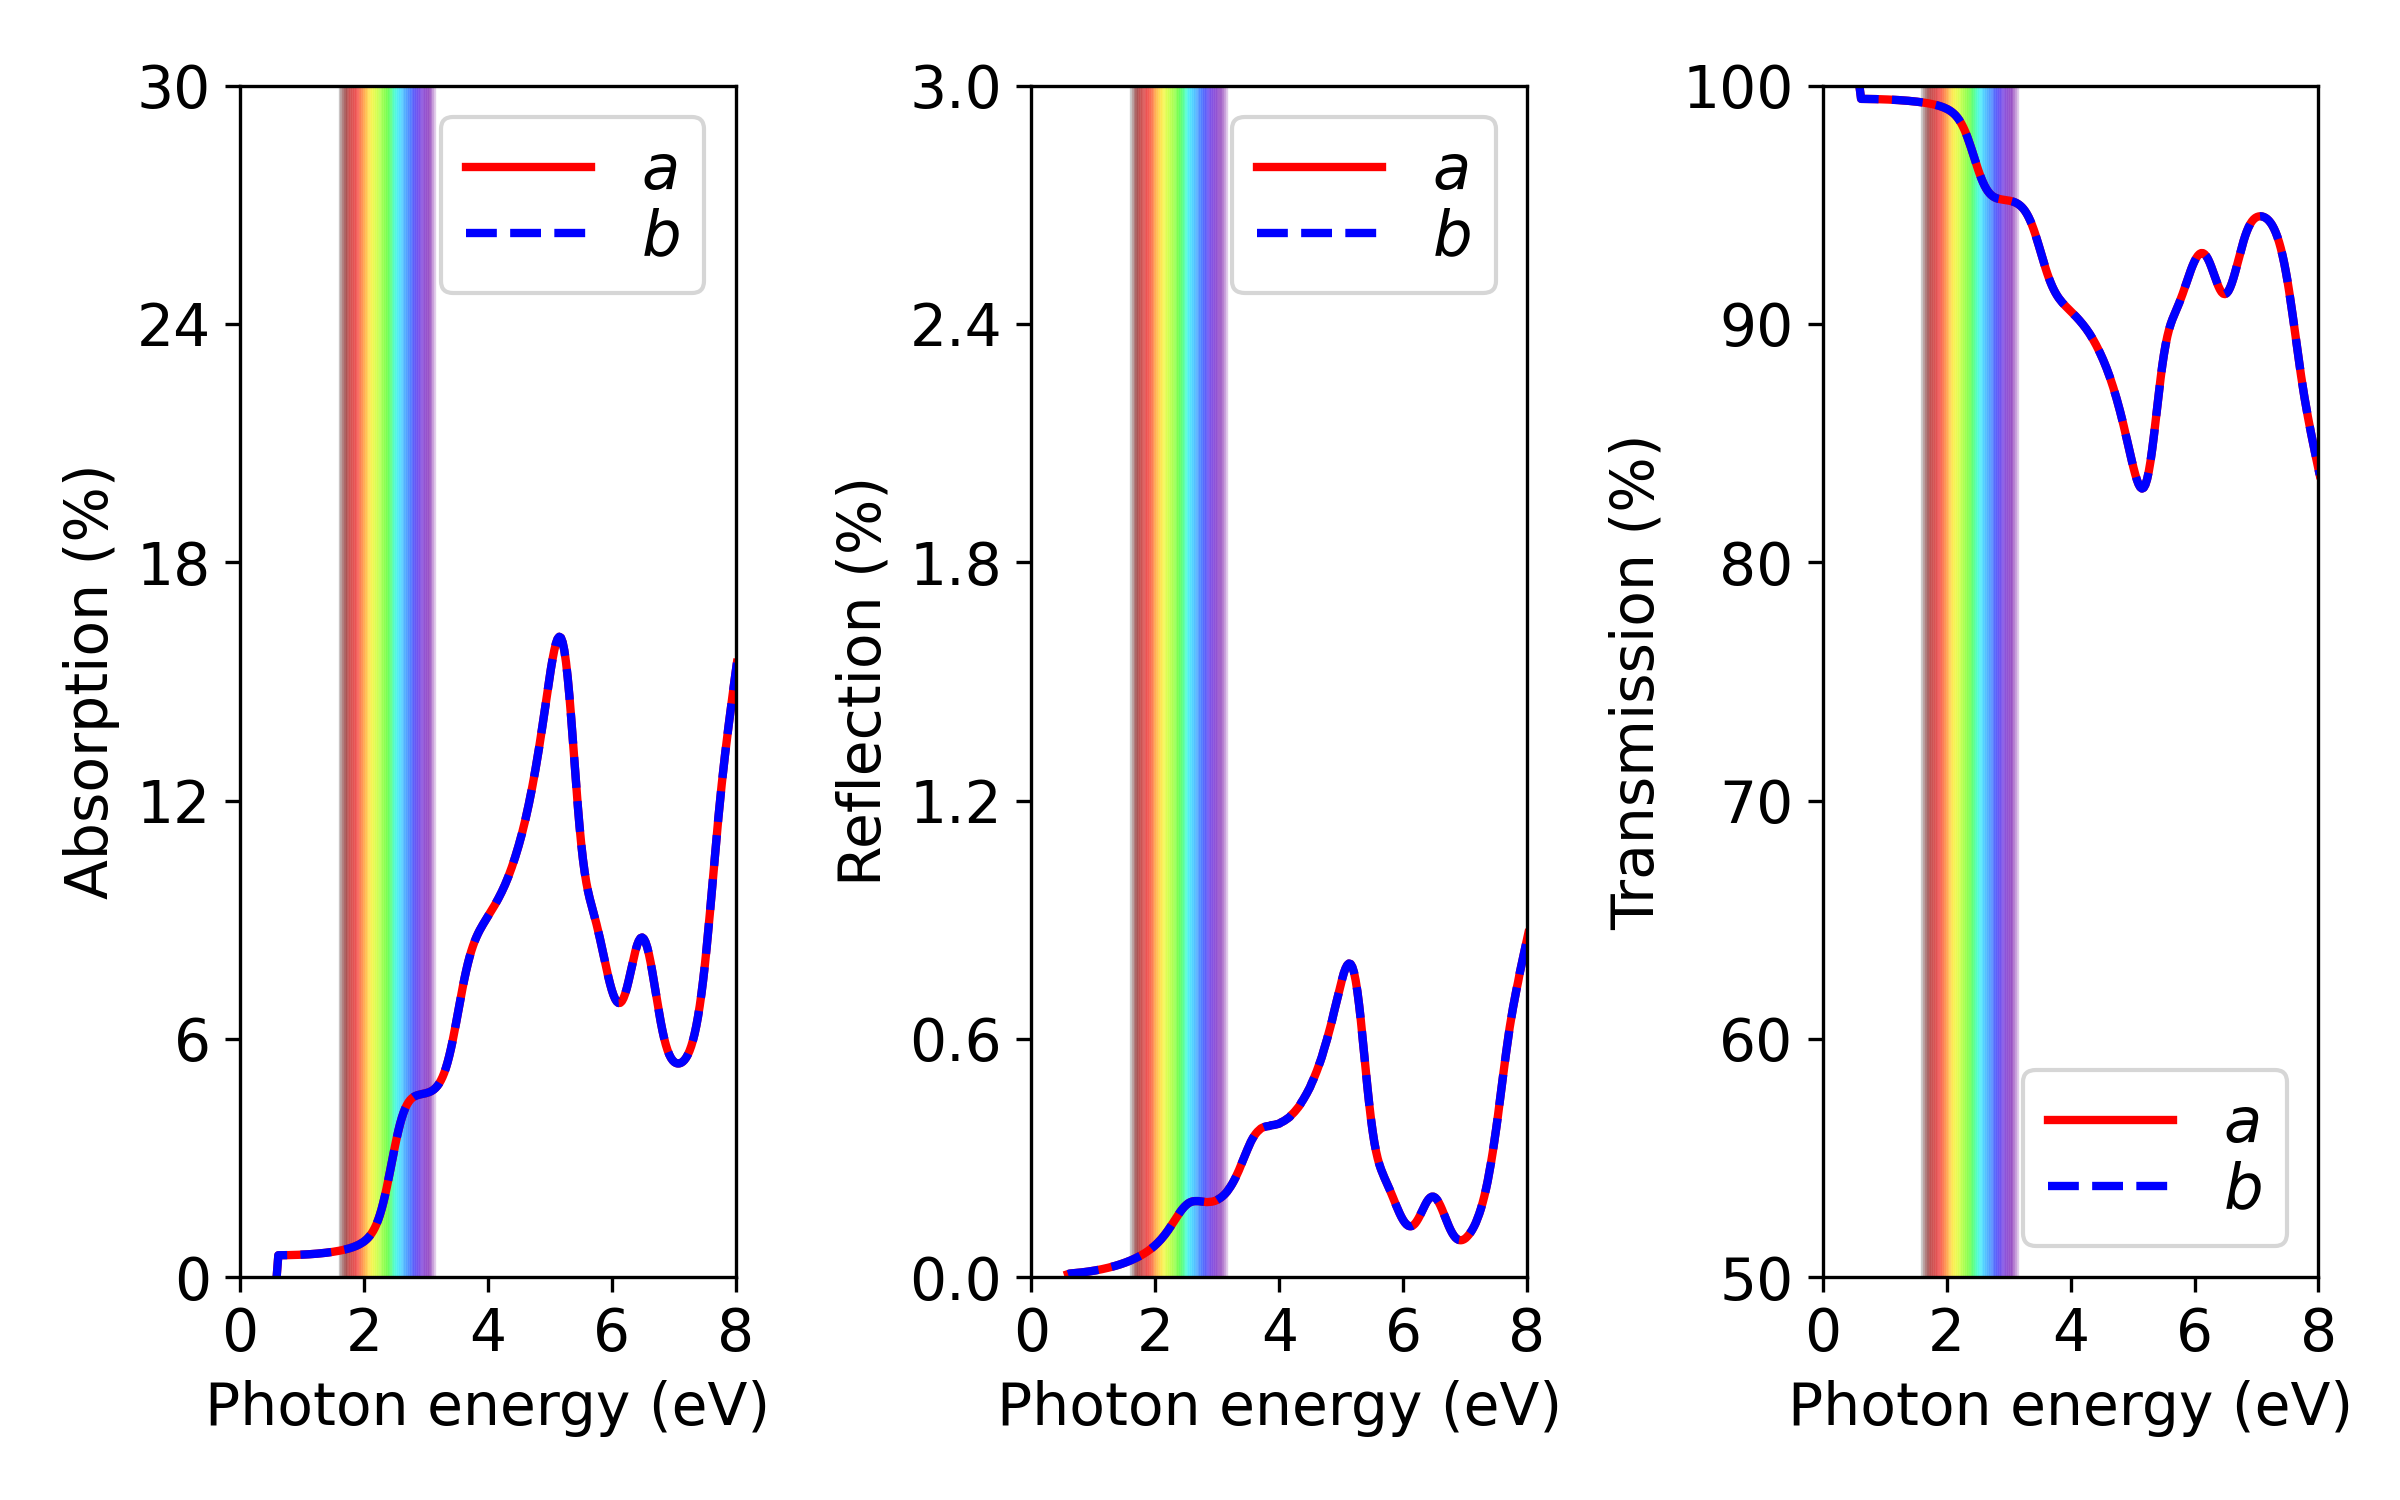 30
24
18
12
6
0
Absorption (%)
a
b
0 2 4 6 8
Photon energy (eV)
3.0
2.4
1.8
1.2
0.6
0.0
Reflection (%)
a
b
0 2 4 6 8
Photon energy (eV)
100
90
80
70
60
50
Transmission (%)
a
b
0 2 4 6 8
Photon energy (eV)